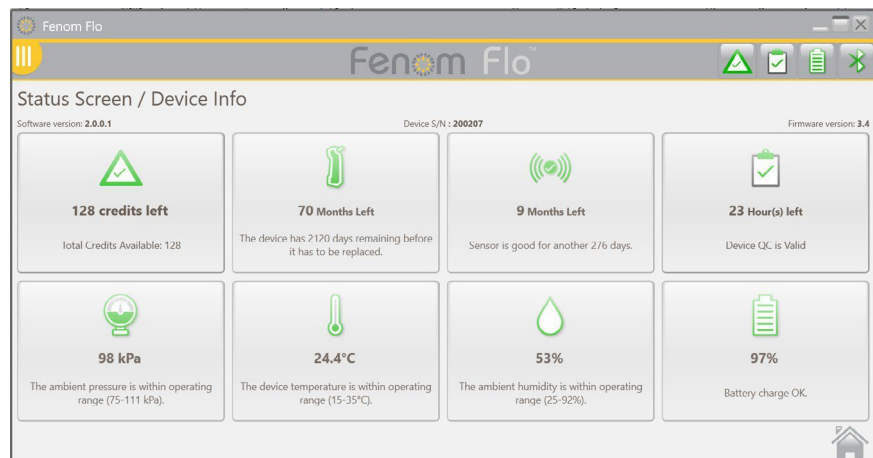 Fenom Flo
Fenom Flo™
Status Screen / Device Info
Software version: 2.0.0.1
Device S/N : 200207
Firmware version: 3.4
128 credits left
Total Credits Available: 128
70 Months Left
The device has 2120 days remaining before
it has to be replaced.
9 Months Left
Sensor is good for another 276 days.
23 Hour(s) left
Device QC is Valid
98 kPa
The ambient pressure is within operating
range (75-111 kPa).
24.4°C
The device temperature is within operating
range (15-35°C).
53%
The ambient humidity is within operating
range (25-92%).
97%
Battery charge OK.